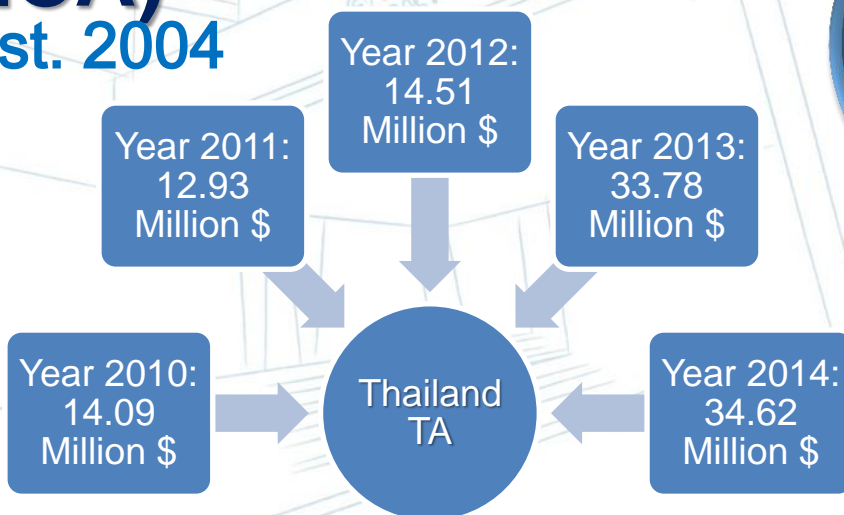 st. 2004
Year 2012:
14.51
Million $
Year 2011:
12.93
Million $
Year 2013:
33.78
Million $
Year 2010:
14.09
Million $
Thailand
TA
Year 2014:
34.62
Million $